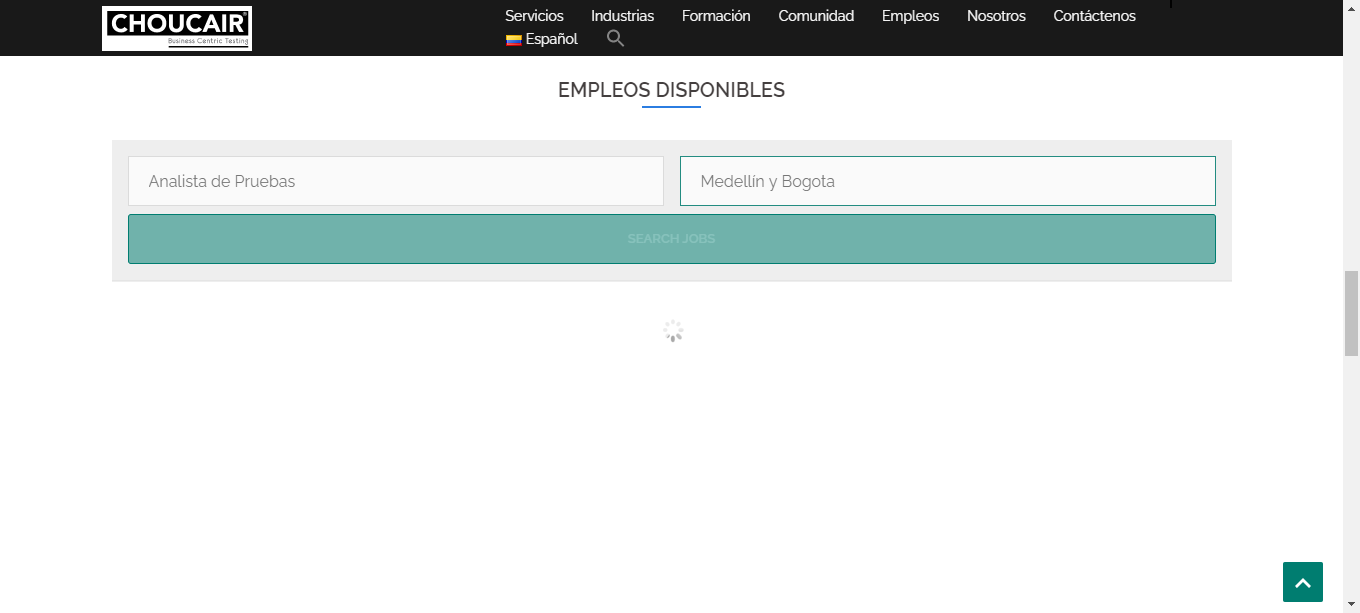 CHOUCAIR®
Business Centric Testing
Servicios Industrias Formación Comunidad Empleos Nosotros Contáctenos
Español
EMPLEOS DISPONIBLES
Analista de Pruebas Medellín y Bogota
SEARCH JOBS